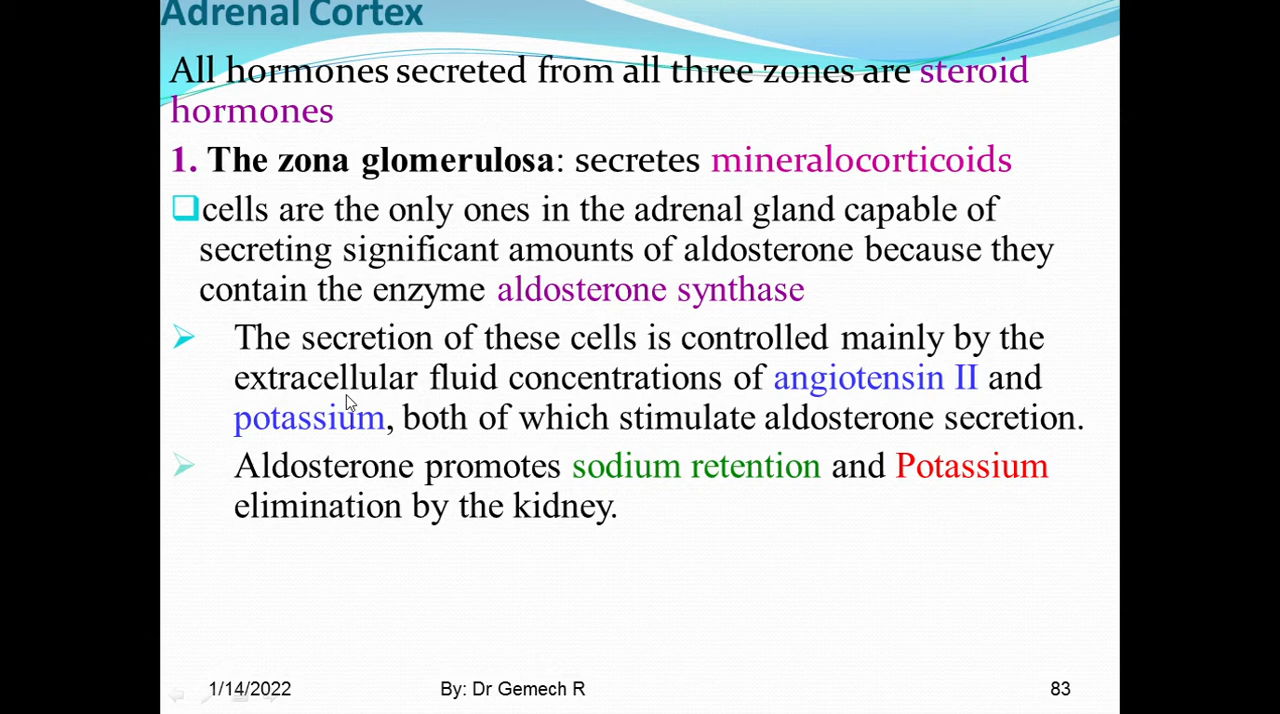 Adrenal Cortex
All hormones secreted from all three zones are steroid
hormones
1. The zona glomerulosa: secretes mineralocorticoids
cells are the only ones in the adrenal gland capable of
secreting significant amounts of aldosterone because they
contain the enzyme aldosterone synthase
The secretion of these cells is controlled mainly by the
extracellular fluid concentrations of angiotensin II and
potassium, both of which stimulate aldosterone secretion.
Aldosterone promotes sodium retention and Potassium
elimination by the kidney.
1/14/2022 By: Dr Gemech R 83